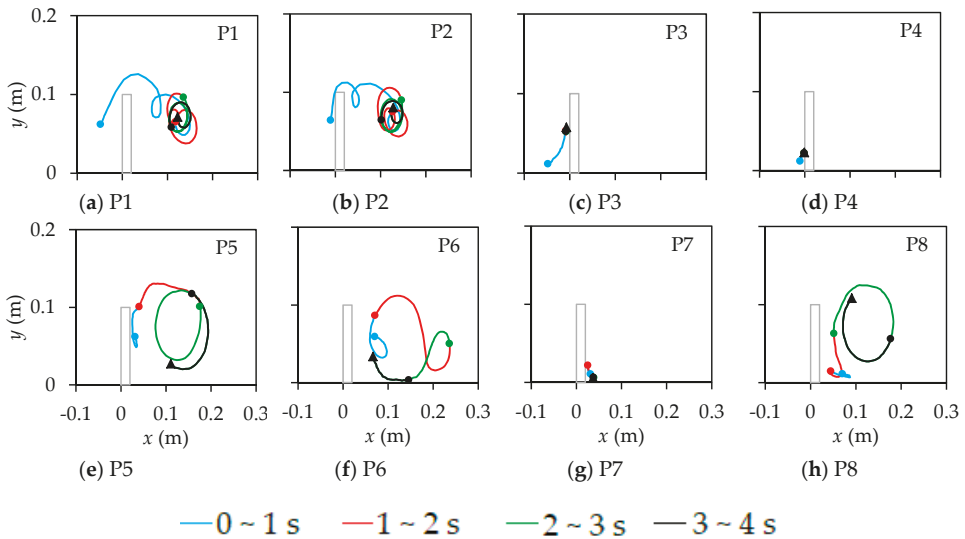 0.2 P1 P2 P3 P4
y (m) 0.1
0
(a) P1 (b) P2 (c) P3 (d) P4
0.2 P5 P6 P7 P8
y (m) 0.1
0
-0.1 0 0.1 0.2 0.3 -0.1 0 0.1 0.2 0.3 -0.1 0 0.1 0.2 0.3 -0.1 0 0.1 0.2 0.3
x (m) x (m) x (m) x (m)
(e) P5 (f) P6 (g) P7 (h) P8
0 ~ 1 s 1 ~ 2 s 2 ~ 3 s 3 ~ 4 s